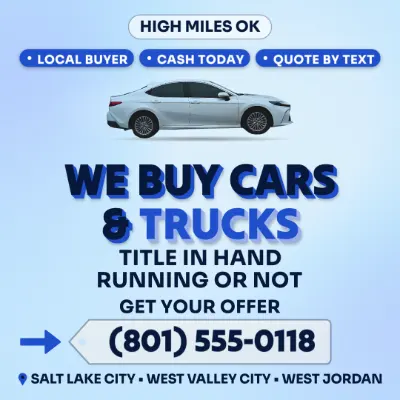 HIGH MILES OK
• LOCAL BUYER • CASH TODAY • QUOTE BY TEXT
WE BUY CARS
& TRUCKS
TITLE IN HAND
RUNNING OR NOT
GET YOUR OFFER
(801) 555-0118
SALT LAKE CITY • WEST VALLEY CITY • WEST JORDAN